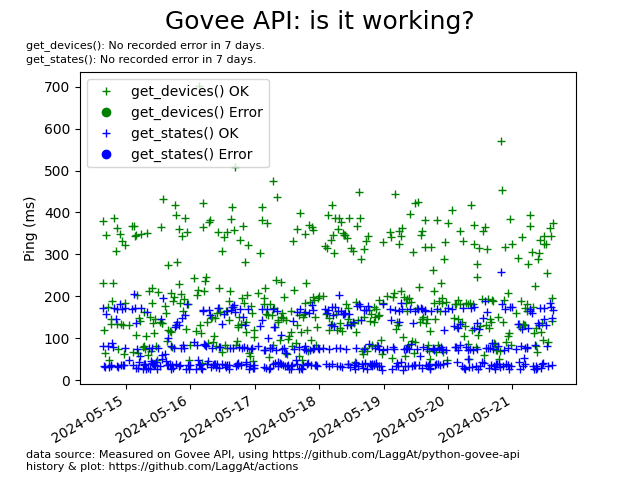 Govee API: is it working?
get_devices(): No recorded error in 7 days.
get_states(): No recorded error in 7 days.
get_devices() OK
get_devices() Error
get_states() OK
get_states() Error
Ping (ms)
700
600
500
400
300
200
100
0
2024-05-15
2024-05-16
2024-05-17
2024-05-18
2024-05-19
2024-05-20
2024-05-21
data source: Measured on Govee API, using https://github.com/LaggAt/python-govee-api
history & plot: https://github.com/LaggAt/actions